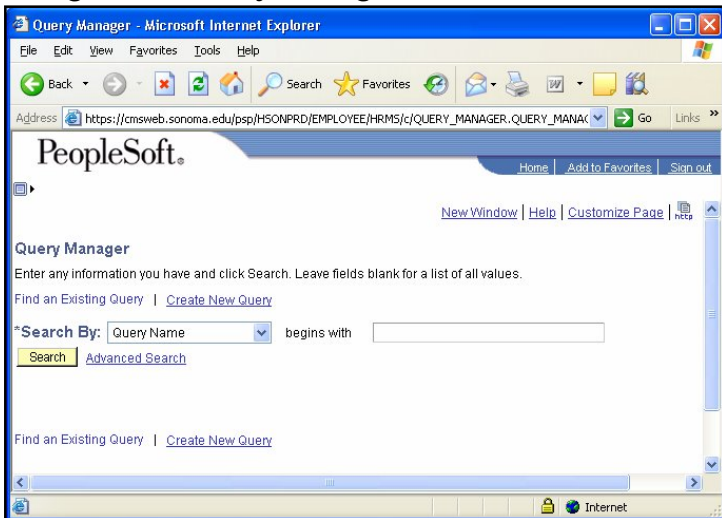 Query Manager - Microsoft Internet Explorer
File Edit View Favorites Tools Help
Back Search Favorites
Address https://cmsweb.sonoma.edu/psp/HSONPRD/EMPLOYEE/HRMS/c/QUERY_MANAGER.QUERY_MANAG Go Links »
PeopleSoft®
Home | Add to Favorites | Sign out
New Window | Help | Customize Page | http
Query Manager
Enter any information you have and click Search. Leave fields blank for a list of all values.
Find an Existing Query | Create New Query
*Search By: Query Name begins with
Search Advanced Search
Find an Existing Query | Create New Query
Internet